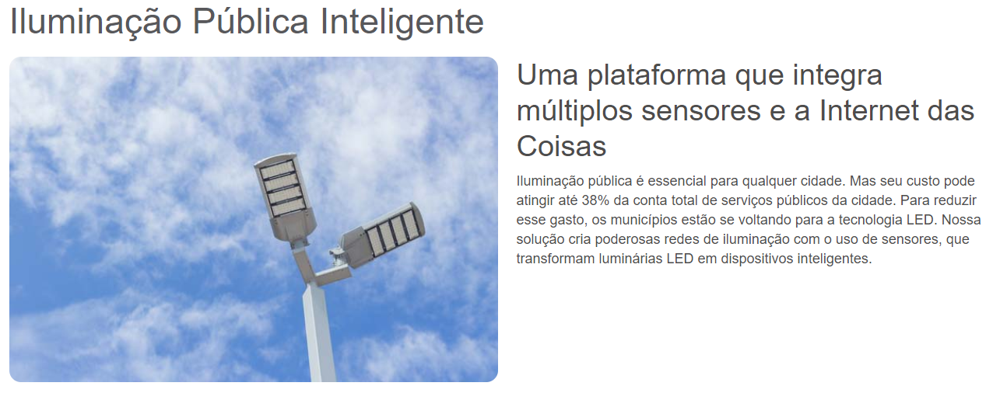 Iluminação Pública Inteligente
Uma plataforma que integra
múltiplos sensores e a Internet das
Coisas
Iluminação pública é essencial para qualquer cidade. Mas seu custo pode
atingir até 38% da conta total de serviços públicos da cidade. Para reduzir
esse gasto, os municípios estão se voltando para a tecnologia LED. Nossa
solução cria poderosas redes de iluminação com o uso de sensores, que
transformam luminárias LED em dispositivos inteligentes.